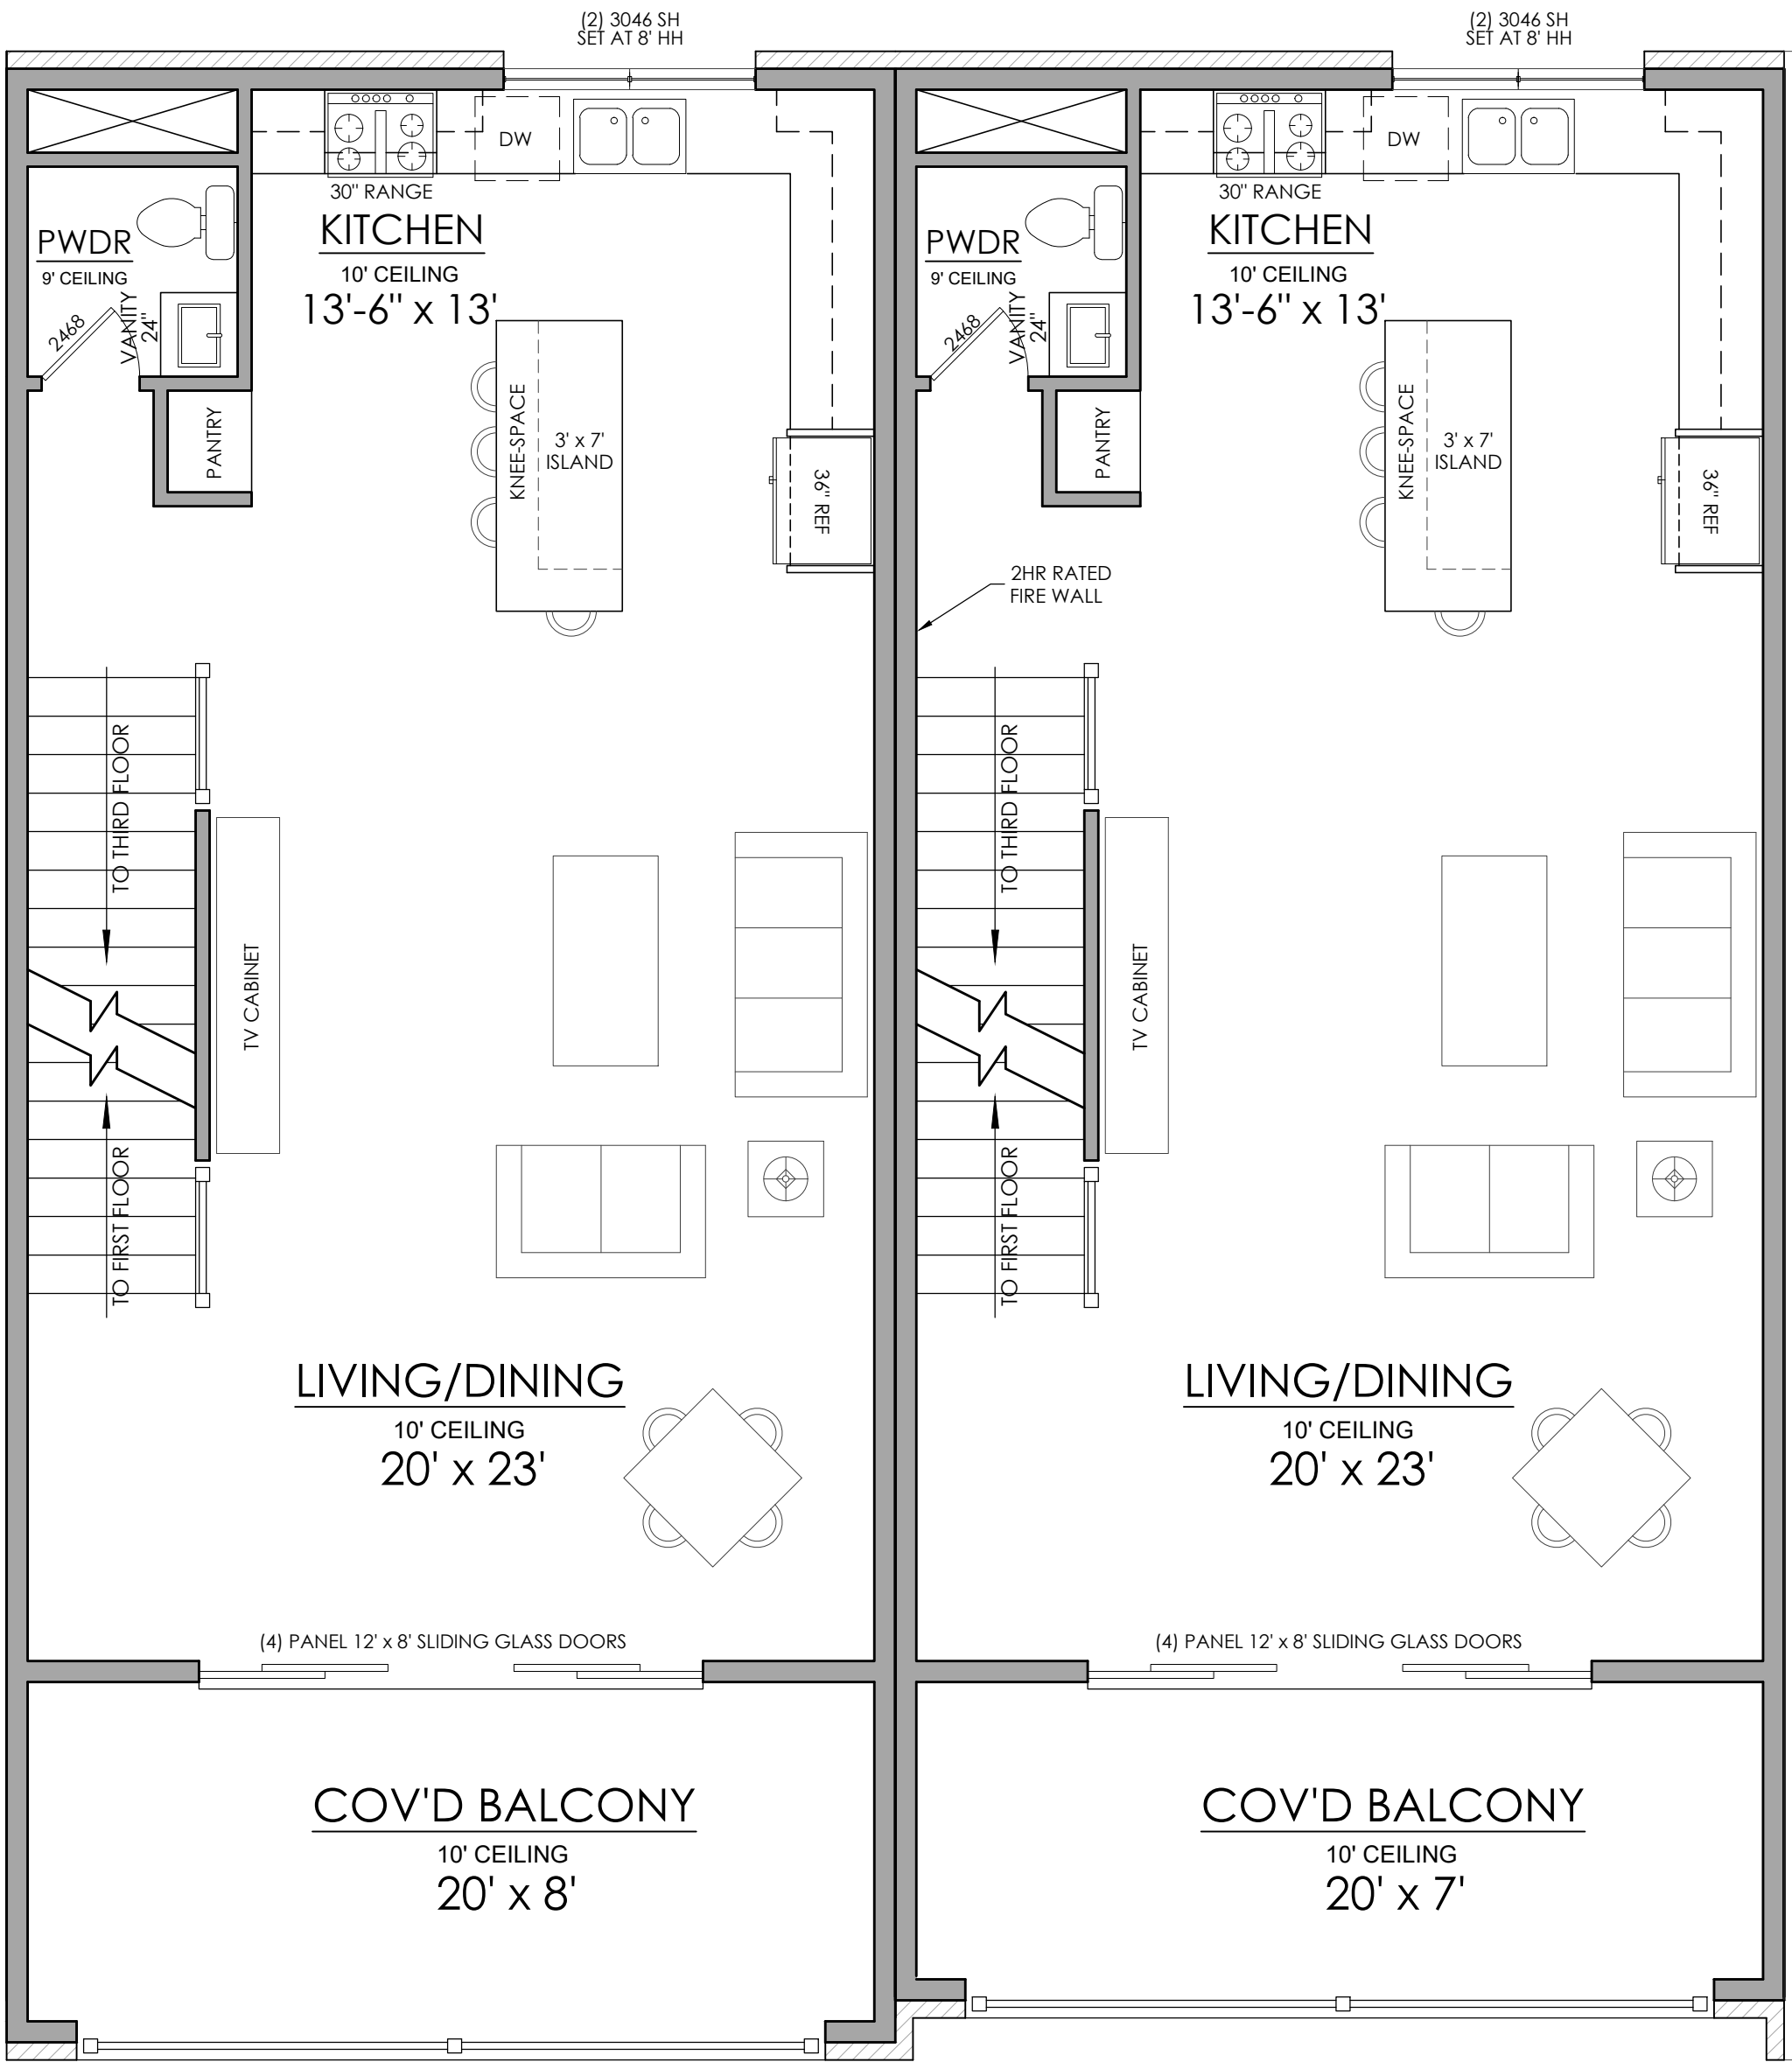 (2) 3046 SH
SET AT 8' HH
DW
30" RANGE
KITCHEN
10' CEILING
13'-6" x 13'
PWDR
9' CEILING
2468
VANITY
24"
PANTRY
KNEE-SPACE
3' x 7'
ISLAND
36" REF
TO THIRD FLOOR
TV CABINET
TO FIRST FLOOR
LIVING/DINING
10' CEILING
20' x 23'
(4) PANEL 12' x 8' SLIDING GLASS DOORS
COV'D BALCONY
10' CEILING
20' x 8'
(2) 3046 SH
SET AT 8' HH
DW
30" RANGE
KITCHEN
10' CEILING
13'-6" x 13'
PWDR
9' CEILING
2468
VANITY
24"
PANTRY
KNEE-SPACE
3' x 7'
ISLAND
36" REF
2HR RATED
FIRE WALL
TO THIRD FLOOR
TV CABINET
TO FIRST FLOOR
LIVING/DINING
10' CEILING
20' x 23'
(4) PANEL 12' x 8' SLIDING GLASS DOORS
COV'D BALCONY
10' CEILING
20' x 7'